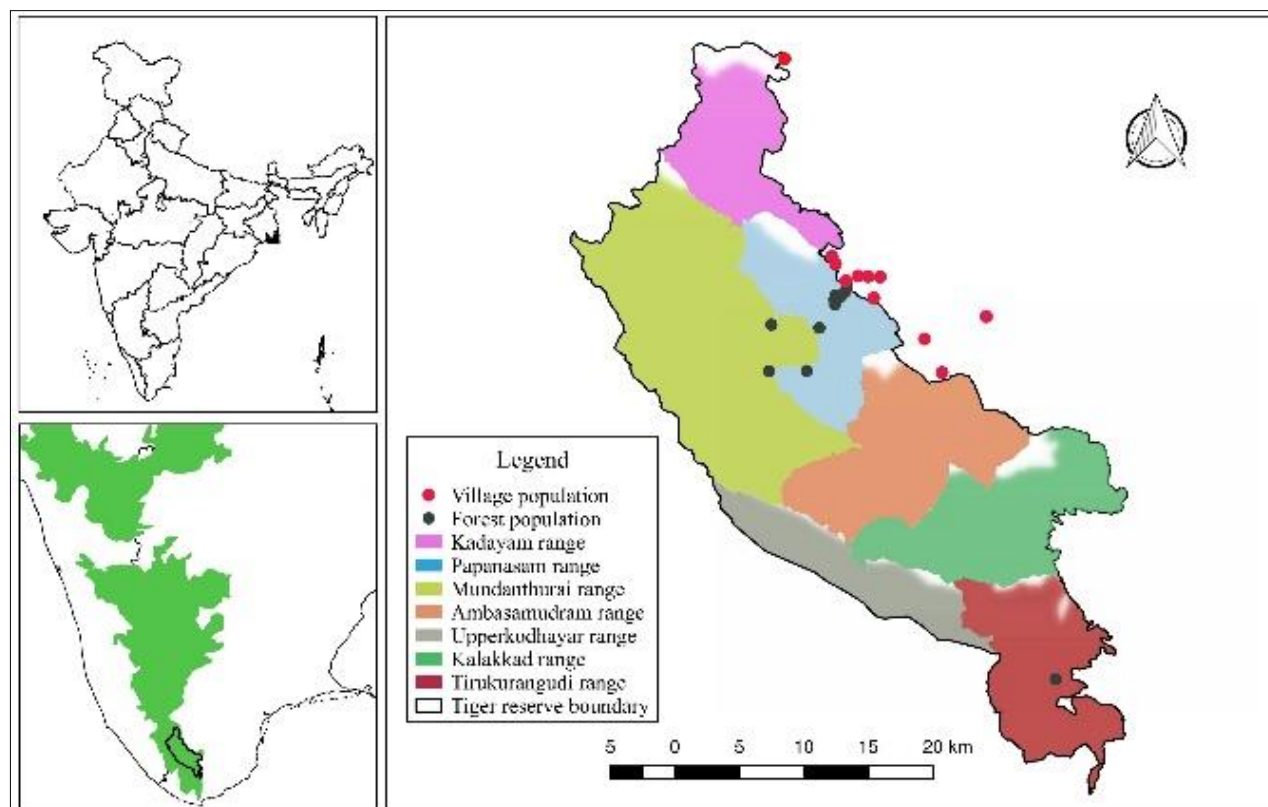 Legend
Village population
Forest population
Kadayam range
Papanasam range
Mundanthurai range
Ambasamudram range
Upperkodhayar range
Kalakkad range
Tirukurangudi range
Tiger reserve boundary
5 0 5 10 15 20 km